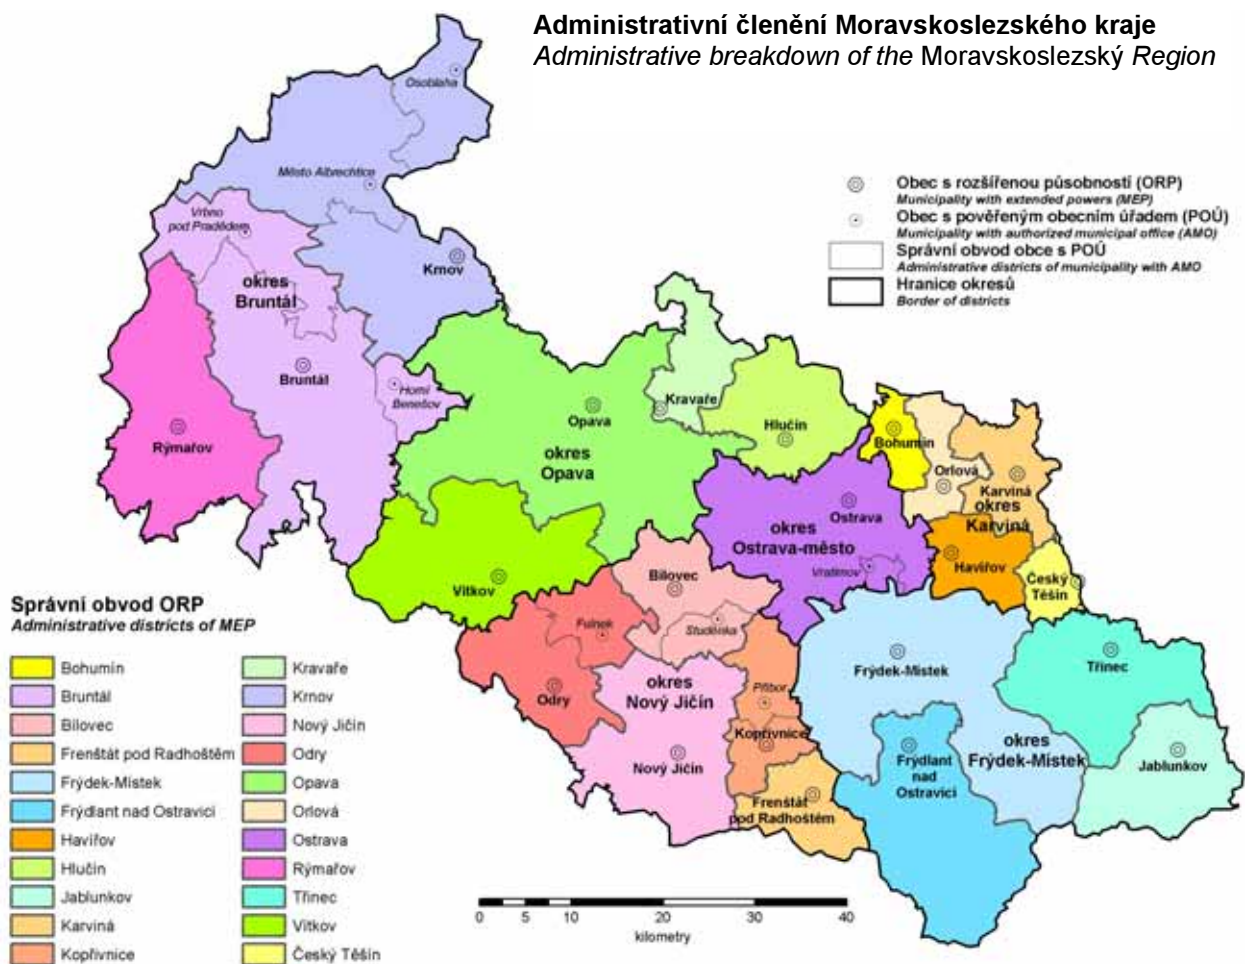 Administrativní členění Moravskoslezského kraje
Administrative breakdown of the Moravskoslezský Region
Obec s rozšířenou působností (ORP)
Municipality with extended powers (MEP)
Obec s pověřeným obecním úřadem (POÚ)
Municipality with authorized municipal office (AMO)
Správní obvod obce s POÚ
Administrative districts of municipality with AMO
Hranice okresů
Border of districts
Osoblaha
Město Albrechtice
Vrbno
pod Pradědem
Krnov
okres
Bruntál
Bruntál
Horní
Benešov
Rýmařov
Kravaře
Opava
Hlučín
okres
Opava
Bohumín
Orlová
Karviná
okres
Karviná
Ostrava
okres
Ostrava-město
Vratimov
Havířov
Český
Těšín
Vítkov
Bílovec
Studénka
Fulnek
Odry
okres
Nový Jičín
Nový Jičín
Příbor
Kopřivnice
Frenštát
pod Radhoštěm
Frýdek-Místek
Třinec
okres
Frýdek-Místek
Frýdlant
nad
Ostravicí
Jablunkov
Správní obvod ORP
Administrative districts of MEP
Bohumín
Bruntál
Bílovec
Frenštát pod Radhoštěm
Frýdek-Místek
Frýdlant nad Ostravicí
Havířov
Hlučín
Jablunkov
Karviná
Kopřivnice
Kravaře
Krnov
Nový Jičín
Odry
Opava
Orlová
Ostrava
Rýmařov
Třinec
Vítkov
Český Těšín
0 5 10 20 30 40
kilometry